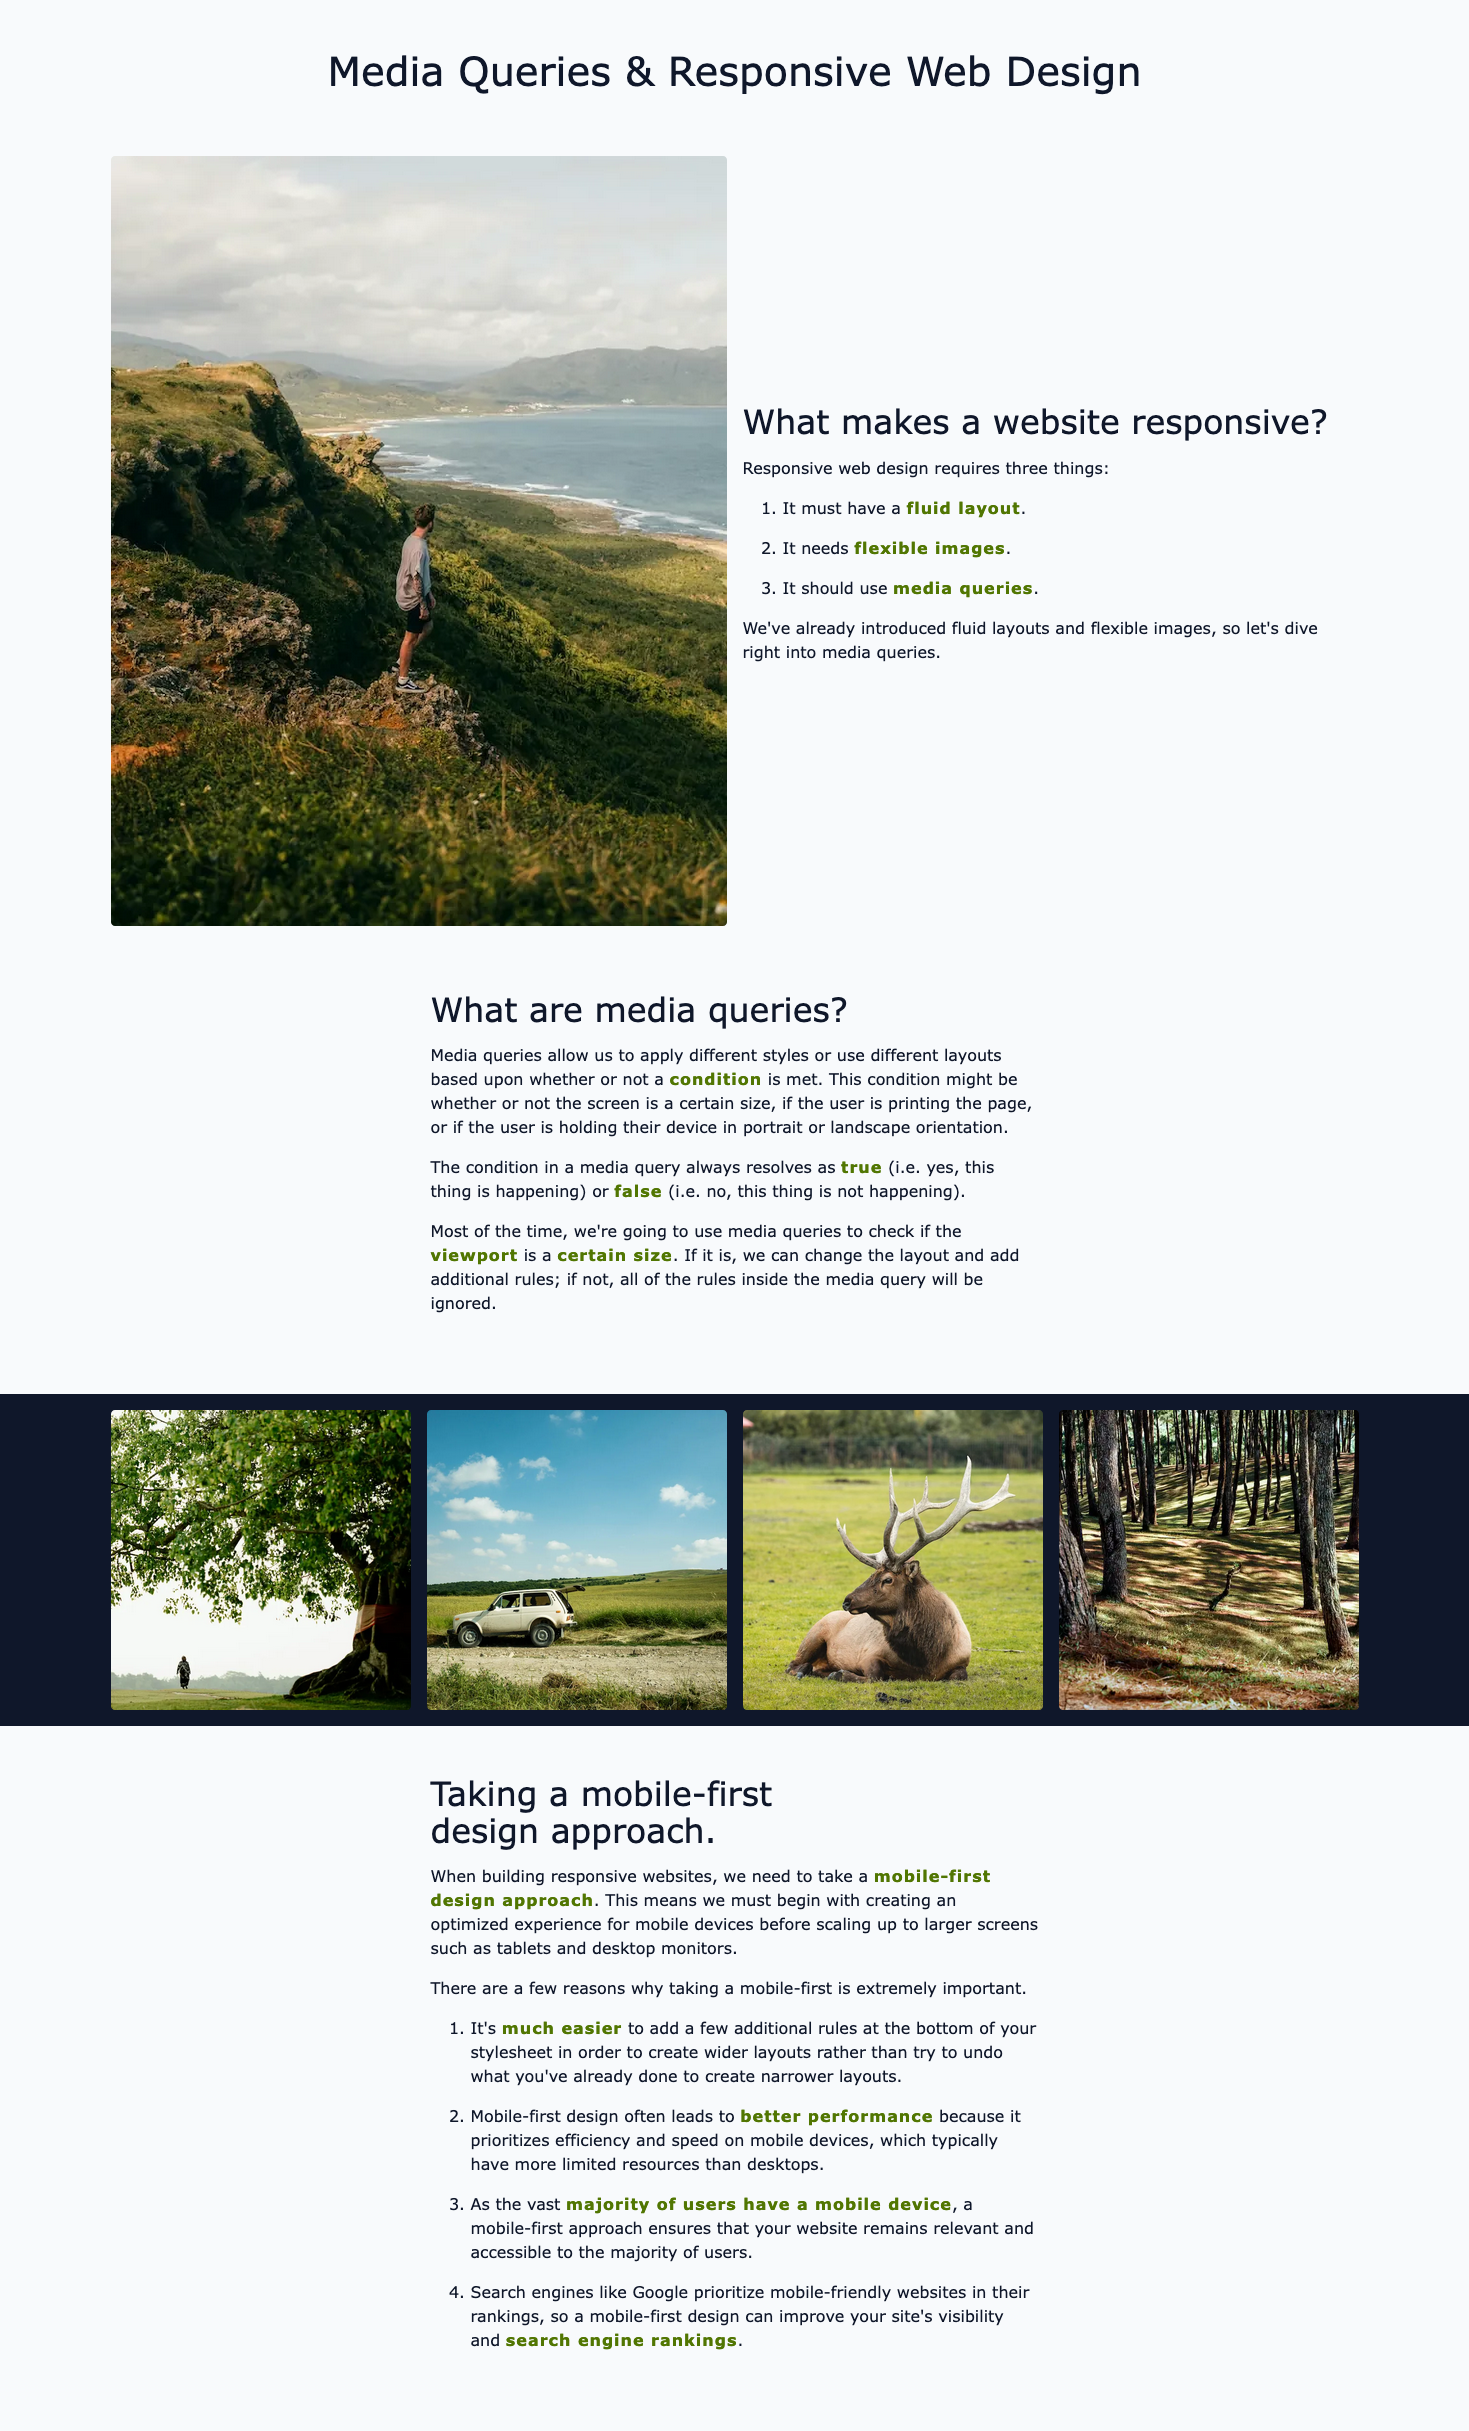 Media Queries & Responsive Web Design
What makes a website responsive?
Responsive web design requires three things:
1. It must have a fluid layout.
2. It needs flexible images.
3. It should use media queries.
We've already introduced fluid layouts and flexible images, so let's dive
right into media queries.
What are media queries?
Media queries allow us to apply different styles or use different layouts
based upon whether or not a condition is met. This condition might be
whether or not the screen is a certain size, if the user is printing the page,
or if the user is holding their device in portrait or landscape orientation.
The condition in a media query always resolves as true (i.e. yes, this
thing is happening) or false (i.e. no, this thing is not happening).
Most of the time, we're going to use media queries to check if the
viewport is a certain size. If it is, we can change the layout and add
additional rules; if not, all of the rules inside the media query will be
ignored.
Taking a mobile-first
design approach.
When building responsive websites, we need to take a mobile-first
design approach. This means we must begin with creating an
optimized experience for mobile devices before scaling up to larger screens
such as tablets and desktop monitors.
There are a few reasons why taking a mobile-first is extremely important.
1. It's much easier to add a few additional rules at the bottom of your
stylesheet in order to create wider layouts rather than try to undo
what you've already done to create narrower layouts.
2. Mobile-first design often leads to better performance because it
prioritizes efficiency and speed on mobile devices, which typically
have more limited resources than desktops.
3. As the vast majority of users have a mobile device, a
mobile-first approach ensures that your website remains relevant and
accessible to the majority of users.
4. Search engines like Google prioritize mobile-friendly websites in their
rankings, so a mobile-first design can improve your site's visibility
and search engine rankings.